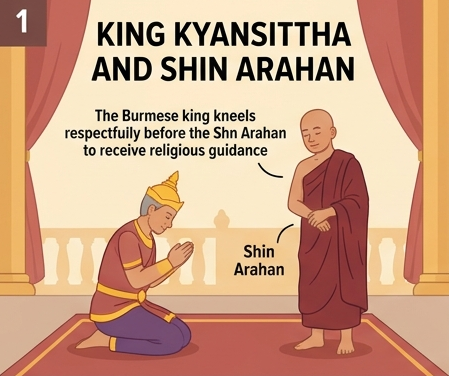 1
KING KYANSITTHA
AND SHIN ARAHAN
The Burmese king kneels
respectfully before the Shn Arahan
to receive religious guidance
Shin
Arahan